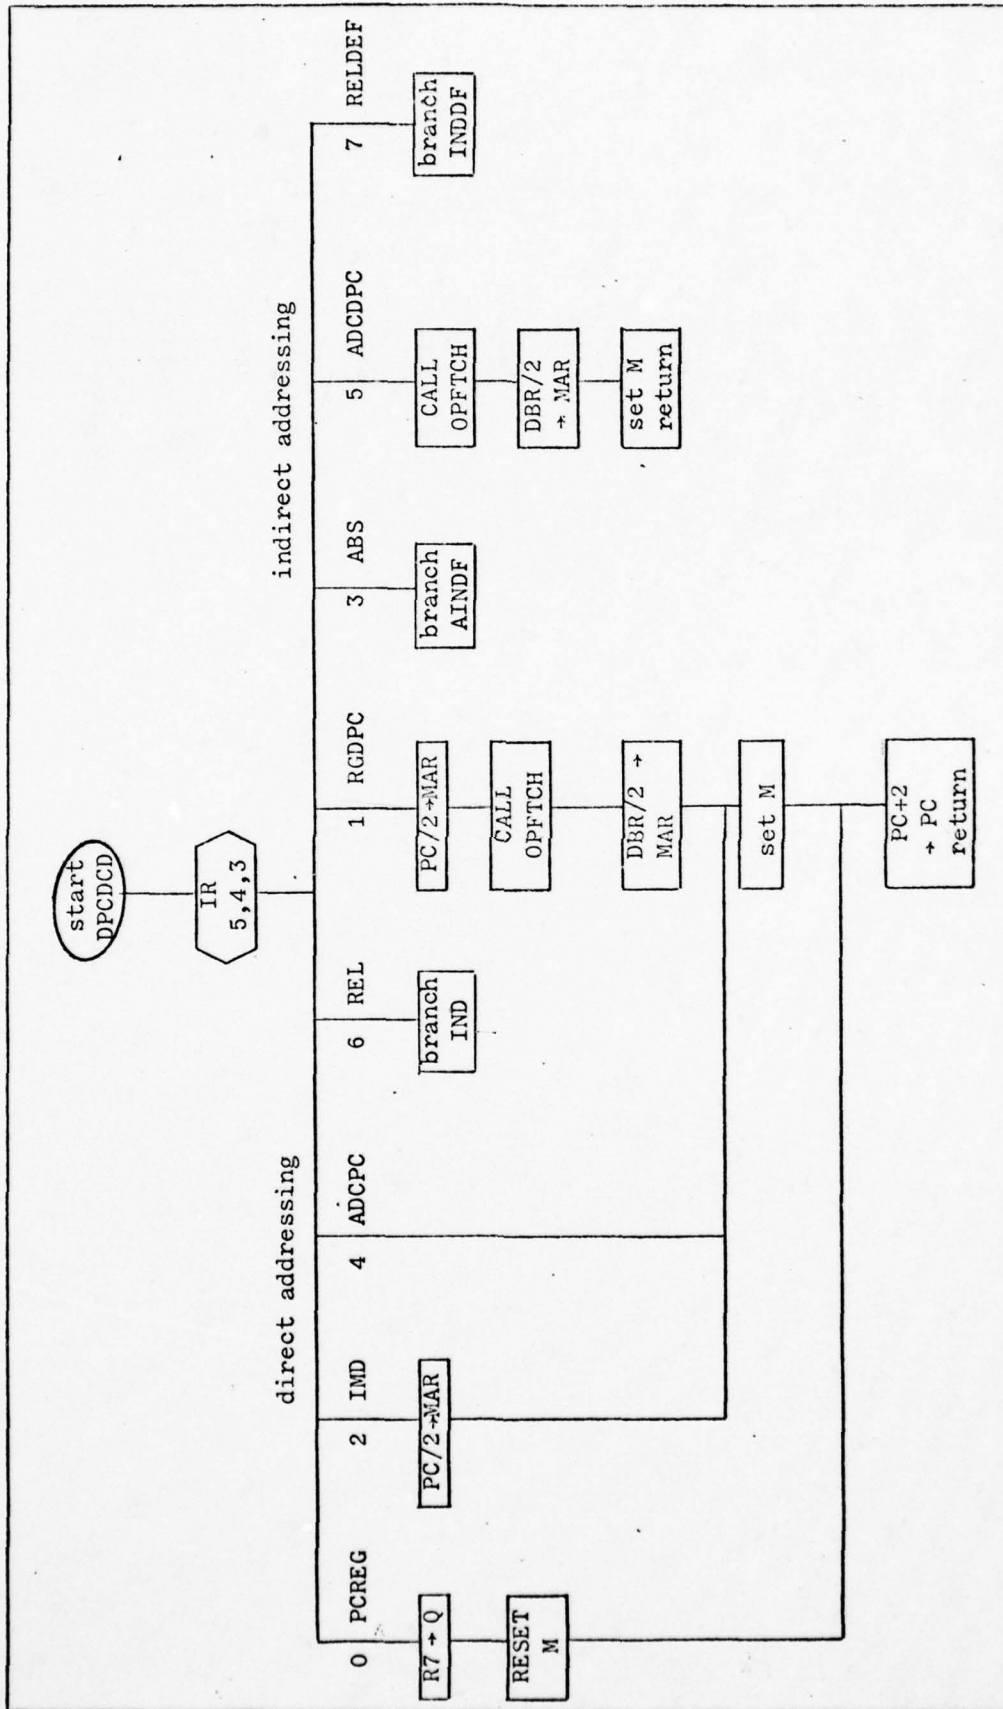 start
DPCDCD
IR
5,4,3
direct addressing
indirect addressing
0 PCREG
R7 → Q
RESET
M
2 IMD
PC/2→MAR
4 ADCPC
6 REL
branch
IND
1 RGDPC
PC/2→MAR
CALL
OPFTCH
DBR/2 →
MAR
set M
PC+2
→ PC
return
3 ABS
branch
AINDF
5 ADCDPC
CALL
OPFTCH
DBR/2
→ MAR
set M
return
7 RELDEF
branch
INDDF